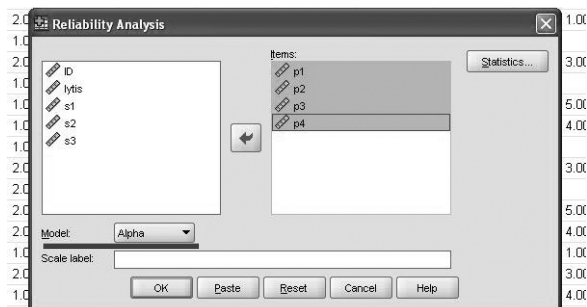 Reliability Analysis
ID
lytis
s1
s2
s3
Items:
p1
p2
p3
p4
Statistics...
Model:
Alpha
Scale label:
OK
Paste
Reset
Cancel
Help
1.00
3.00
5.00
4.00
3.00
5.00
4.00
1.00
3.00
4.00